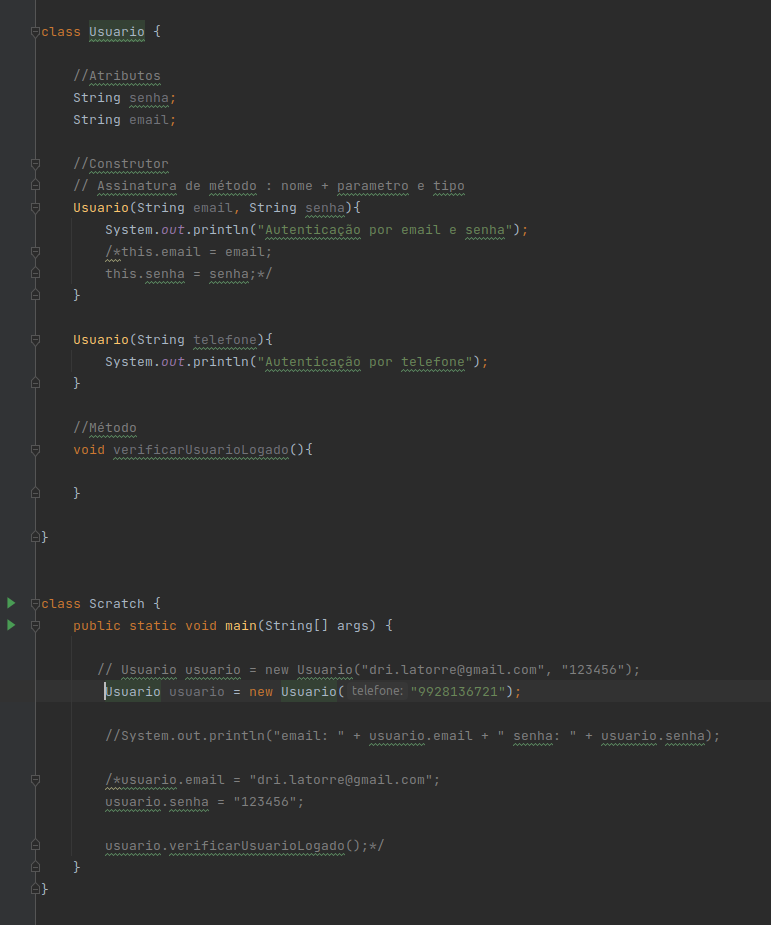 class Usuario {
//Atributos
String senha;
String email;
//Construtor
// Assinatura de método : nome + parametro e tipo
Usuario(String email, String senha){
System.out.println("Autenticação por email e senha");
/*this.email = email;
this.senha = senha;*/
}
Usuario(String telefone){
System.out.println("Autenticação por telefone");
}
//Método
void verificarUsuarioLogado(){
}
}
class Scratch {
public static void main(String[] args) {
// Usuario usuario = new Usuario("dri.latorre@gmail.com", "123456");
Usuario usuario = new Usuario( telefone: "9928136721");
//System.out.println("email: " + usuario.email + " senha: " + usuario.senha);
/*usuario.email = "dri.latorre@gmail.com";
usuario.senha = "123456";
usuario.verificarUsuarioLogado();*/
}
}